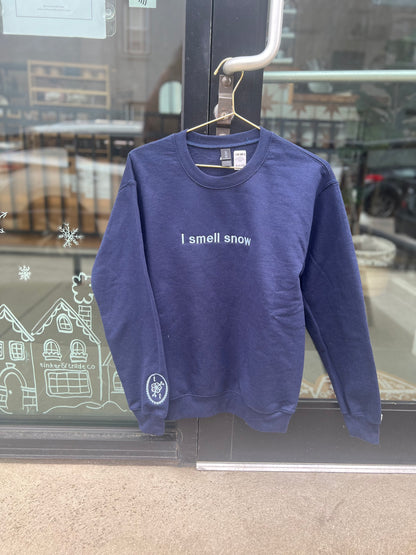 I smell snow
tinker & trade co